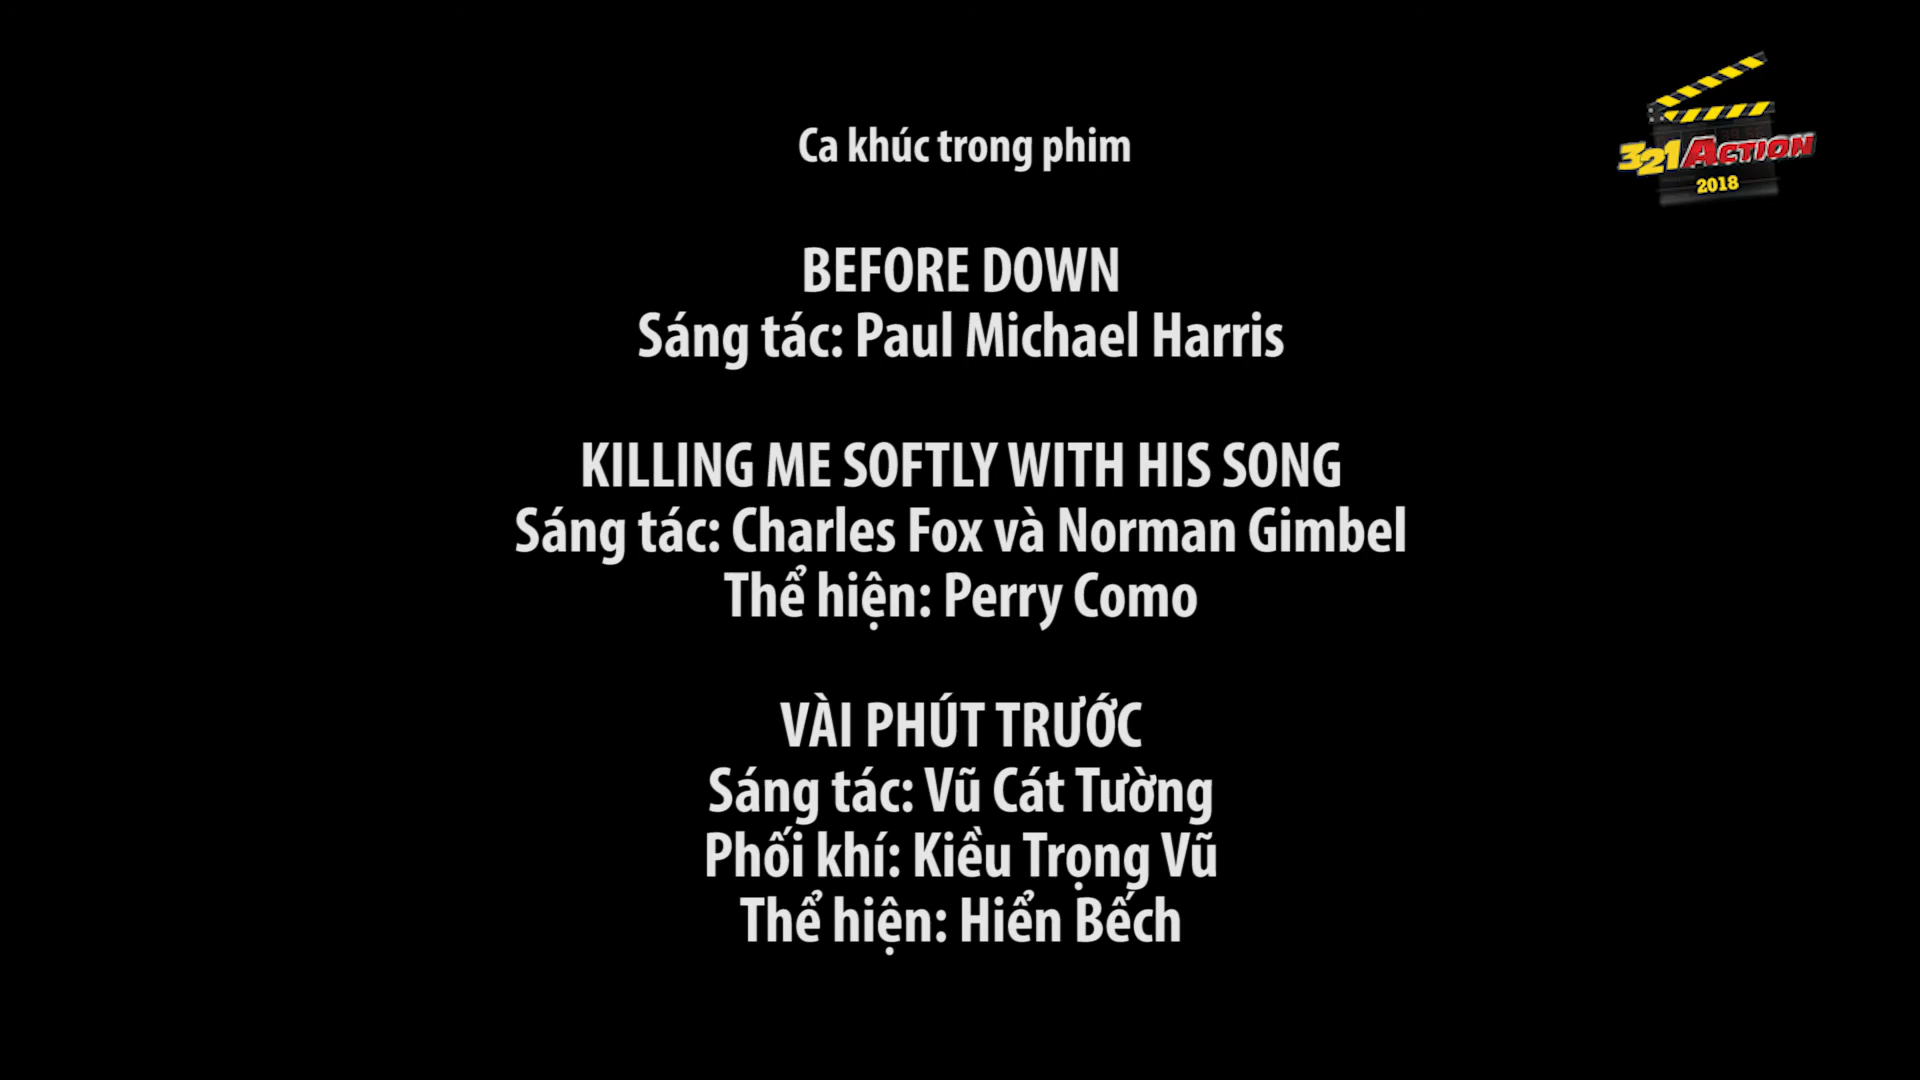 Ca khúc trong phim
321 ACTION
2018
BEFORE DOWN
Sáng tác: Paul Michael Harris
KILLING ME SOFTLY WITH HIS SONG
Sáng tác: Charles Fox và Norman Gimbel
Thể hiện: Perry Como
VÀI PHÚT TRƯỚC
Sáng tác: Vũ Cát Tường
Phối khí: Kiều Trọng Vũ
Thể hiện: Hiển Bếch